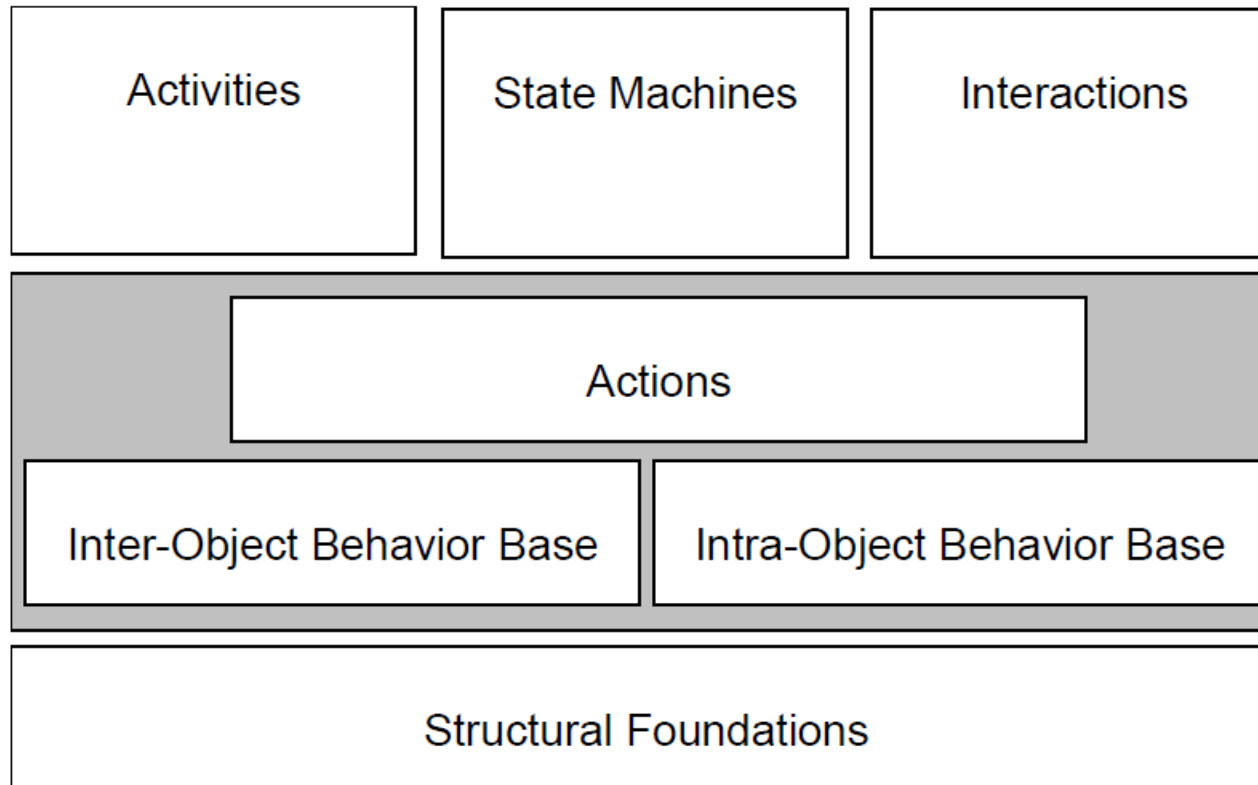 Activities
State Machines
Interactions
Actions
Inter-Object Behavior Base
Intra-Object Behavior Base
Structural Foundations